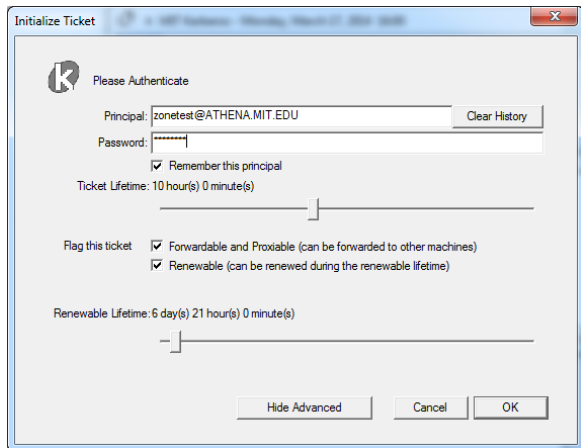 Initialize Ticket
Please Authenticate
Principal: zonetest@ATHENA.MIT.EDU Clear History
Password: ********
Remember this principal
Ticket Lifetime: 10 hour(s) 0 minute(s)
Flag this ticket Forwardable and Proxiable (can be forwarded to other machines)
Renewable (can be renewed during the renewable lifetime)
Renewable Lifetime: 6 day(s) 21 hour(s) 0 minute(s)
Hide Advanced Cancel OK